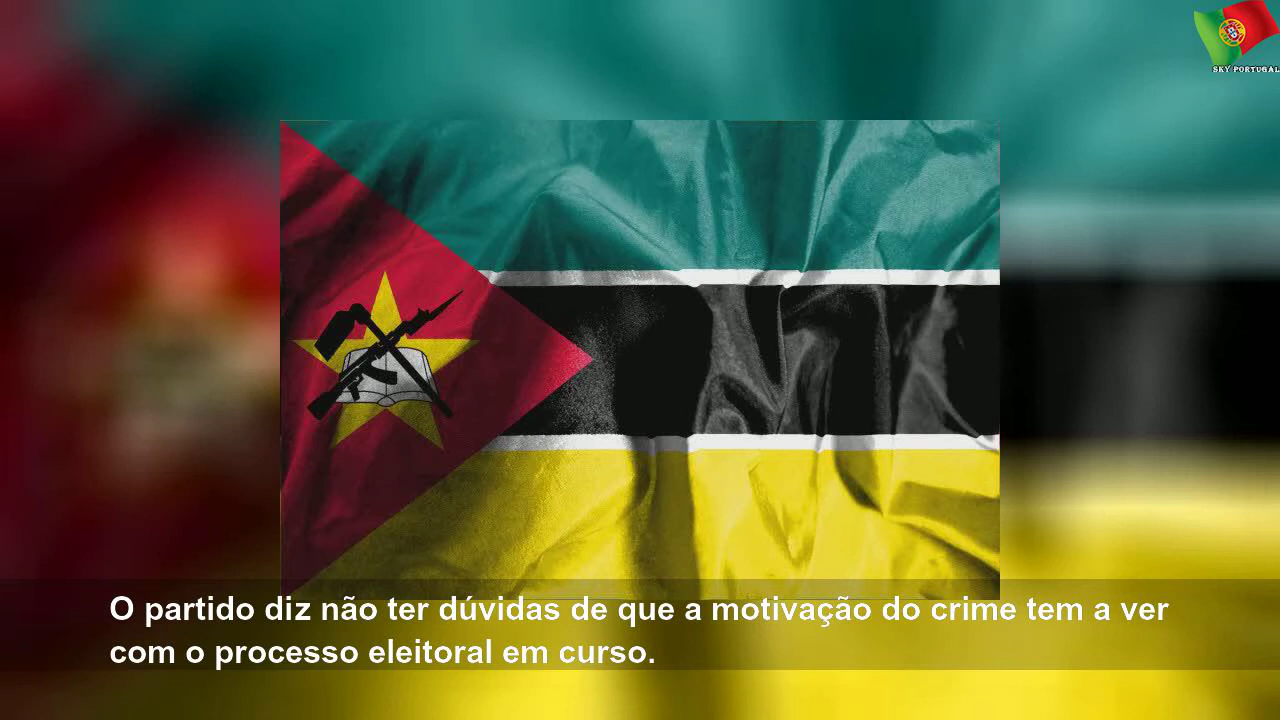 SKY PORTUGAL
O partido diz não ter dúvidas de que a motivação do crime tem a ver
com o processo eleitoral em curso.